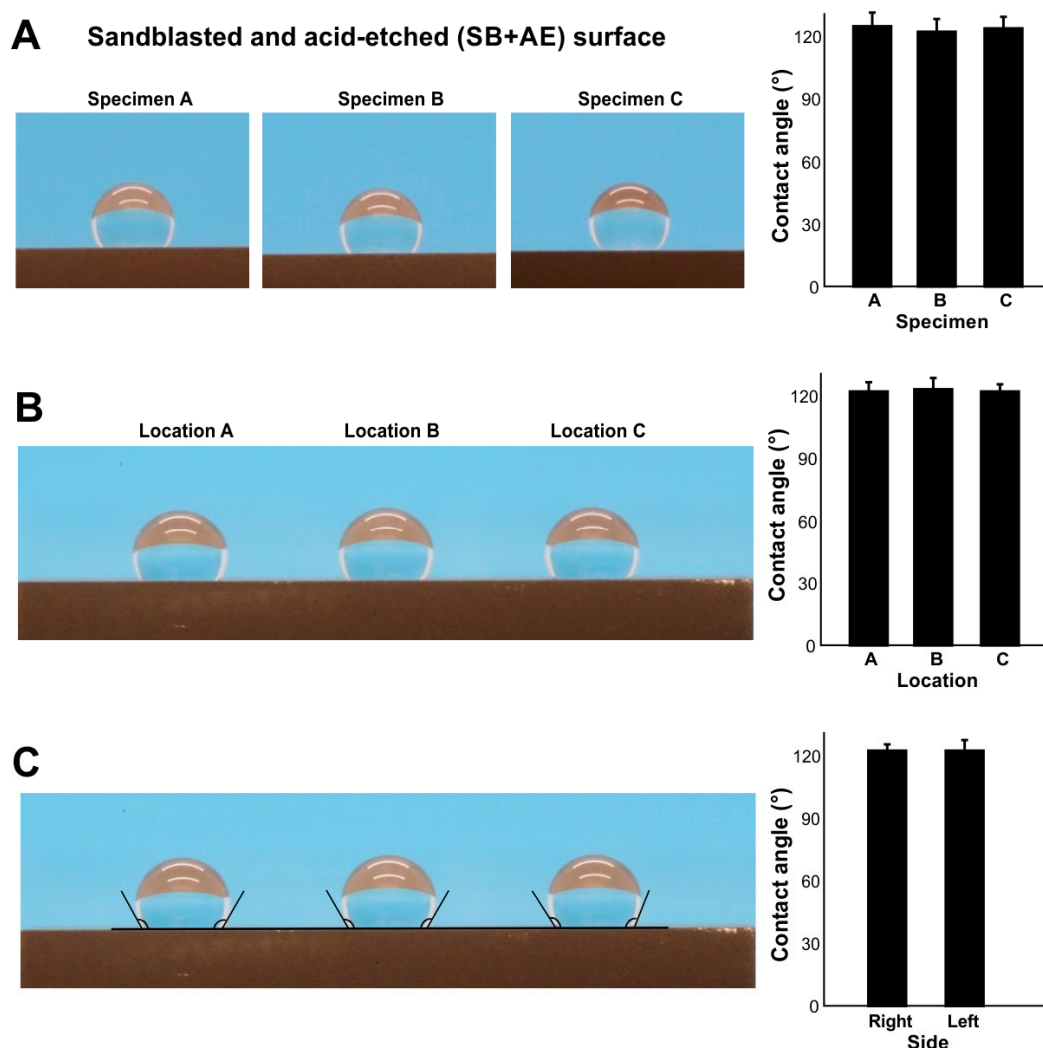 A
Sandblasted and acid-etched (SB+AE) surface
Specimen A
Specimen B
Specimen C
Contact angle (°)
120
90
60
30
0
A B C
Specimen
B
Location A
Location B
Location C
Contact angle (°)
120
90
60
30
0
A B C
Location
C
Contact angle (°)
120
90
60
30
0
Right Left
Side